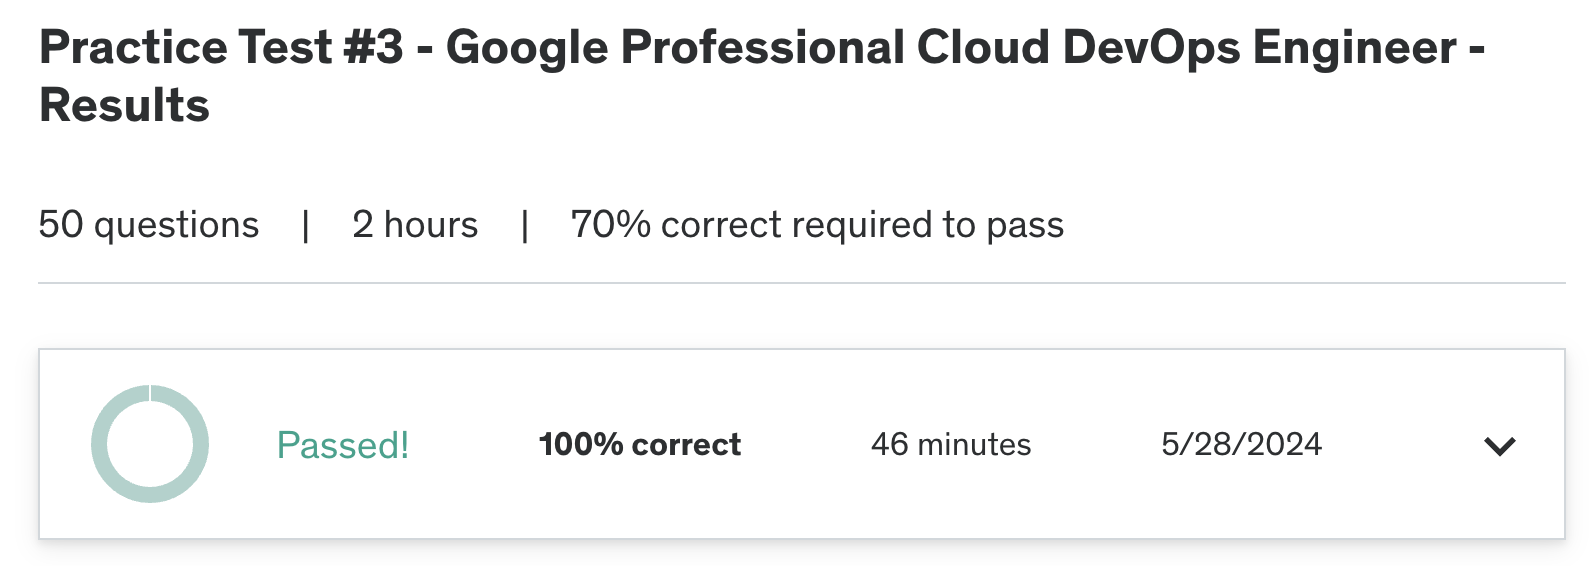 Practice Test #3 - Google Professional Cloud DevOps Engineer -
Results
50 questions | 2 hours | 70% correct required to pass
Passed! 100% correct 46 minutes 5/28/2024